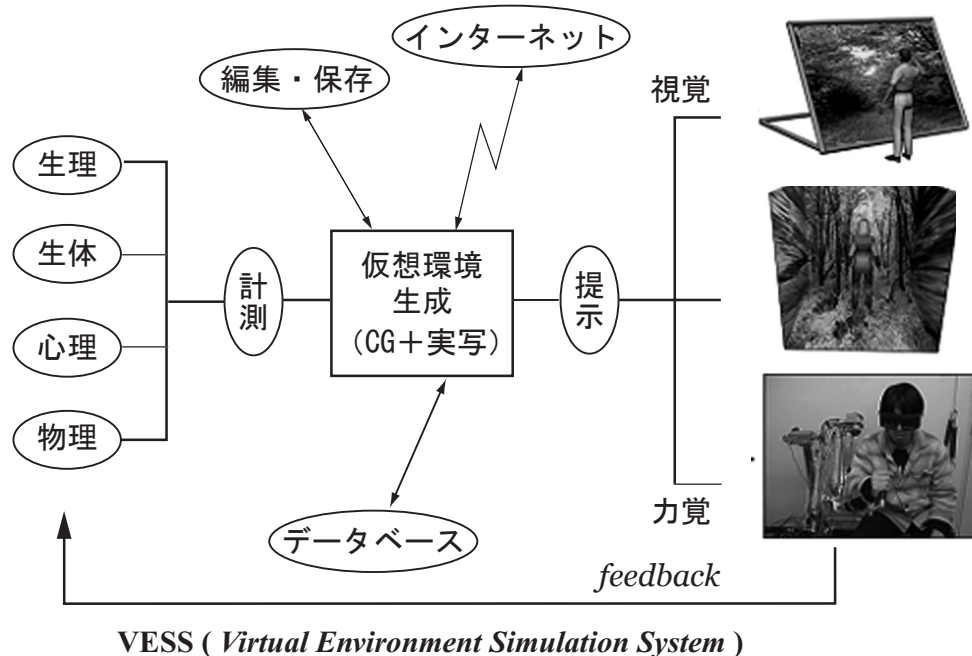 インターネット
編集・保存
視覚
生理
生体
心理
物理
計測
仮想環境
生成
(CG+実写)
提示
力覚
データベース
feedback
VESS ( Virtual Environment Simulation System )